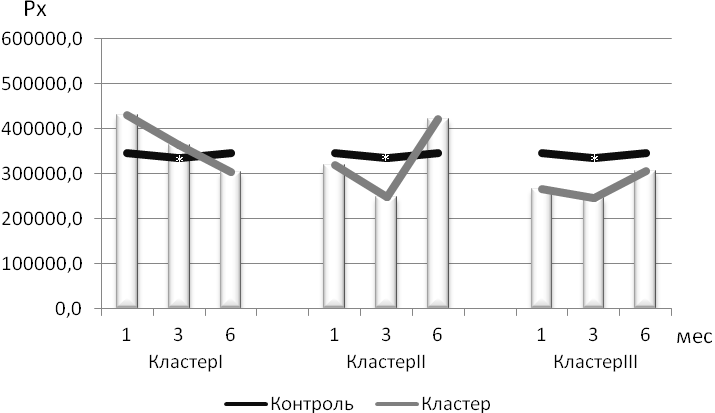 Px
600000,0
500000,0
400000,0
300000,0
200000,0
100000,0
0,0
* * *
1 3 6 1 3 6 1 3 6 мес
КластерI КластерII КластерIII
Контроль Кластер